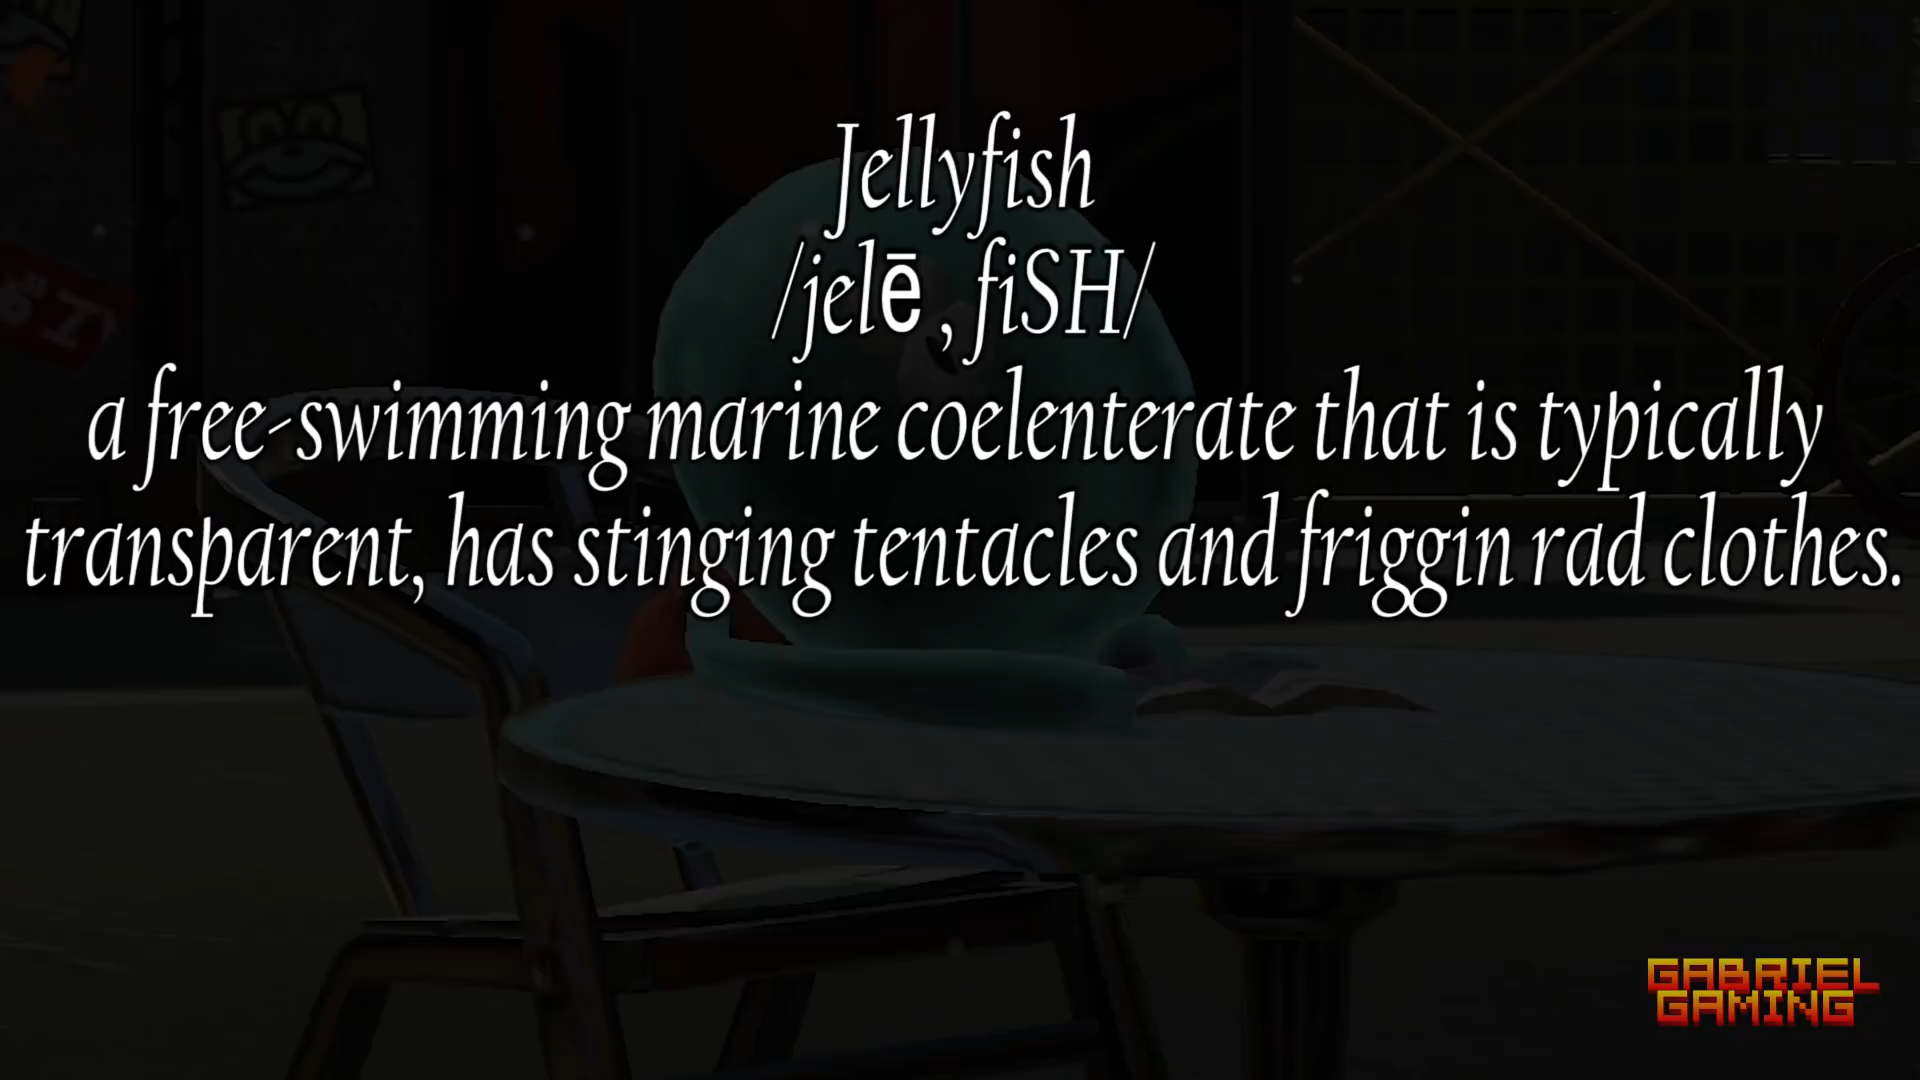 Jellyfish
/jelē , fiSH/
a free-swimming marine coelenterate that is typically
transparent, has stinging tentacles and friggin rad clothes.
GABRIEL
GAMING